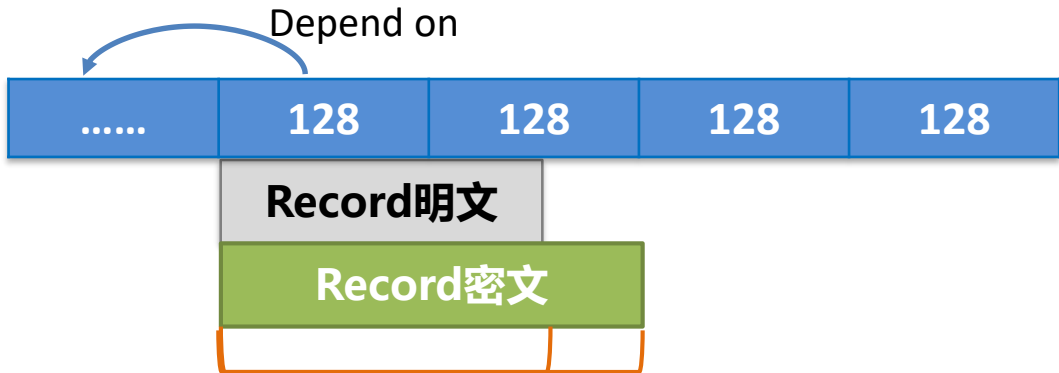 Depend on
...... 128 128 128 128
Record明文
Record密文